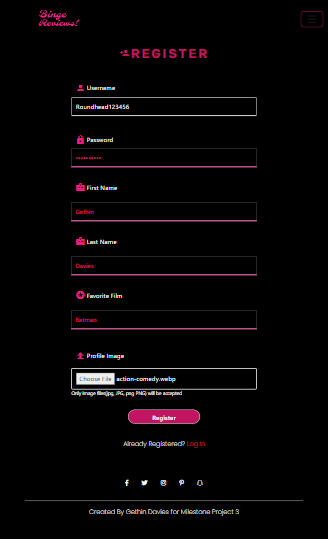 Binge
Reviews!
REGISTER
Username
Roundhead123456
Password
••••••••••
First Name
Gethin
Last Name
Davies
Favorite Film
Batman
Profile Image
Choose File action-comedy.webp
Only image files(jpg, JPG, png PNG) will be accepted
Register
Already Registered? Log In
Created By Gethin Davies for Milestone Project 3